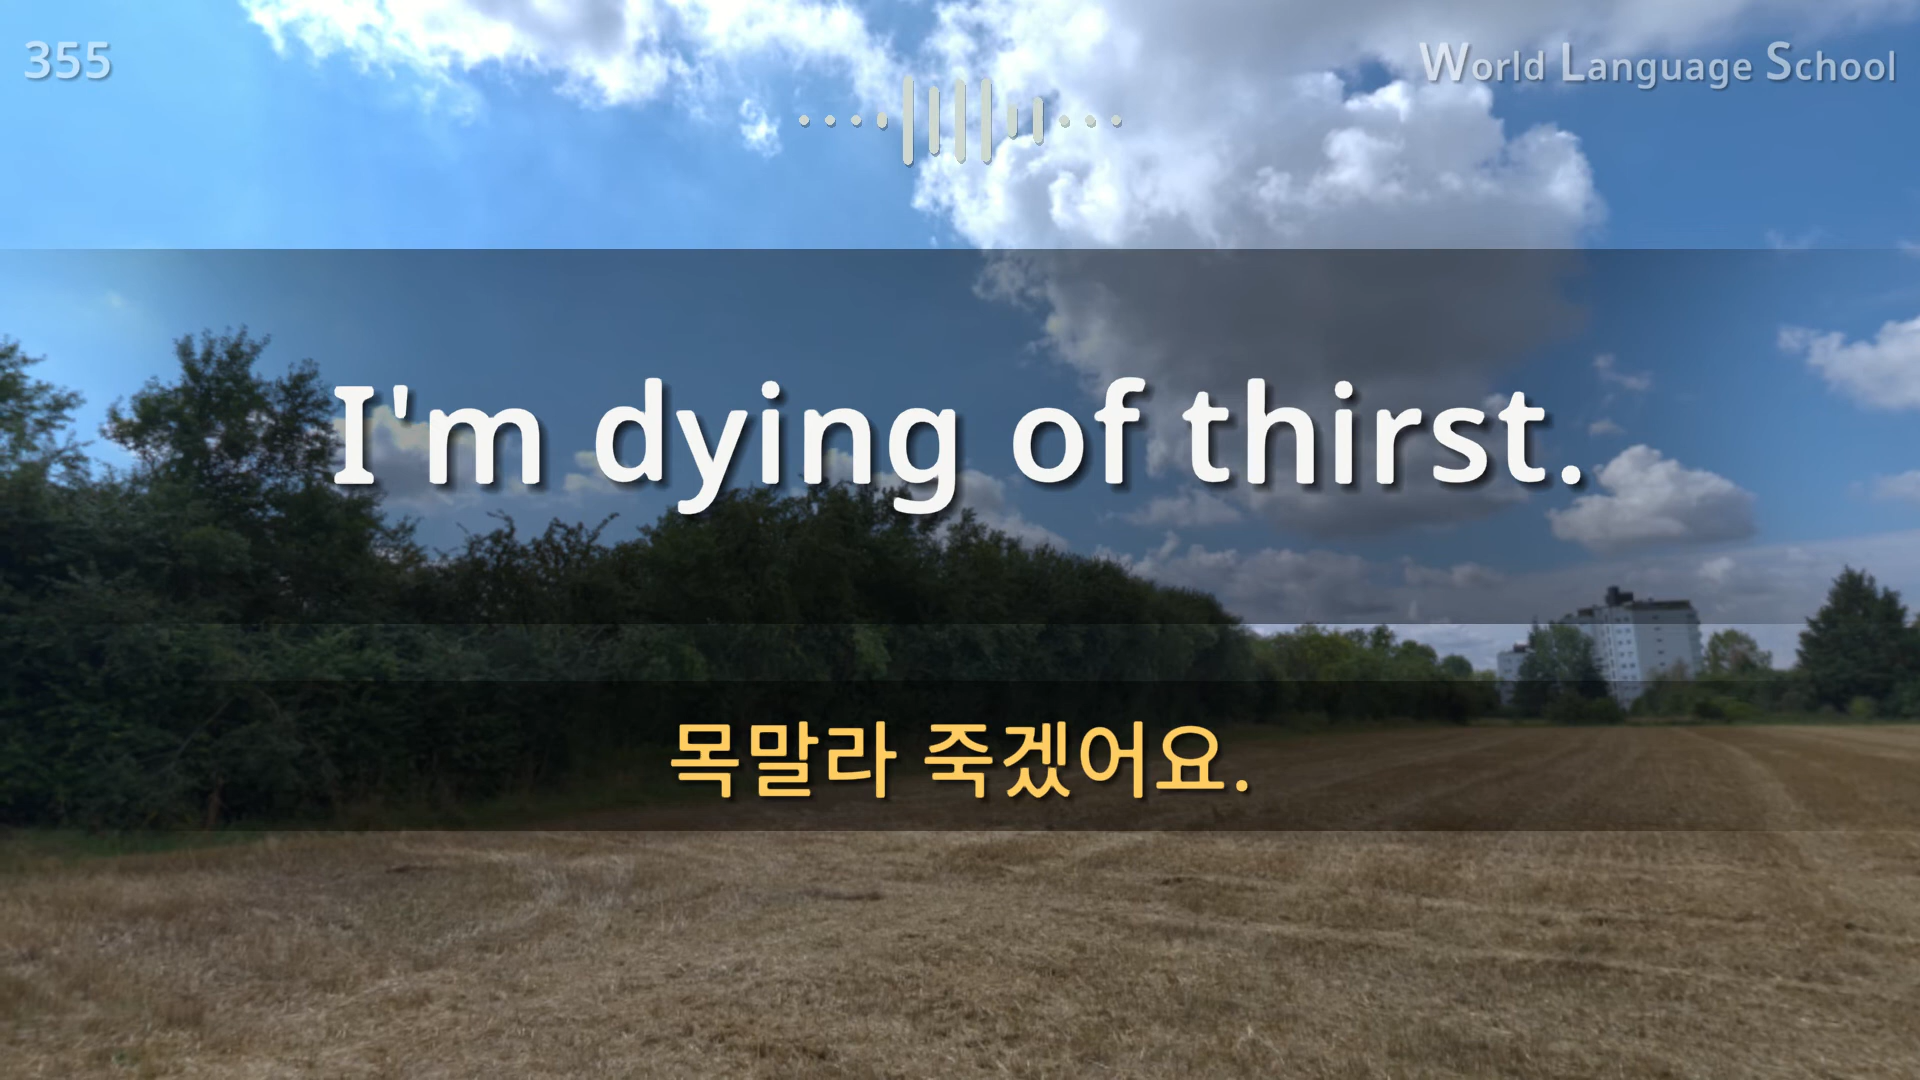 355
World Language School
I'm dying of thirst.
목말라 죽겠어요.